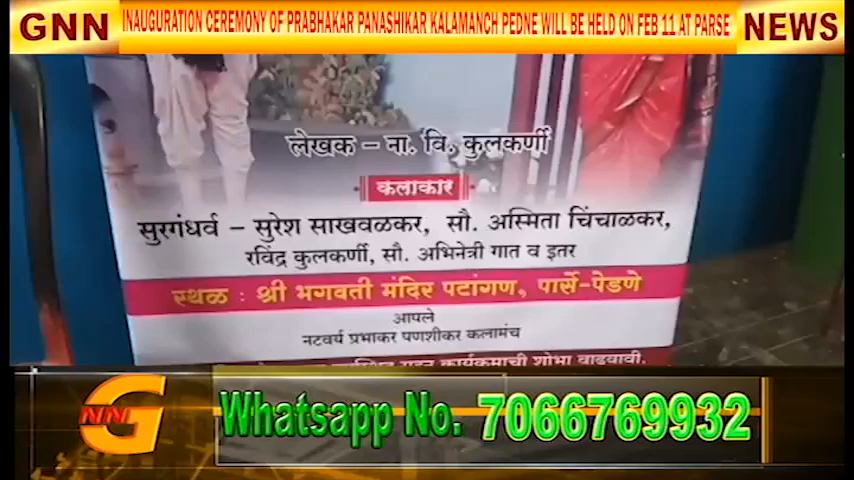 GNN
INAUGURATION CEREMONY OF PRABHAKAR PANASHIKAR KALAMANCH PEDNE WILL BE HELD ON FEB 11 AT PARSE
NEWS
लेखक – ना. वि. कुलकर्णी
कलाकार
सुरगंधर्व – सुरेश साखवळकर, सौ. अस्मिता चिंचाळकर,
रविंद्र कुलकर्णी, सौ. अभिनेत्री गात व इतर
स्थळ : श्री भगवती मंदिर पटांगण, पार्से-पेडणे
आपले
नटवर्य प्रभाकर पणशीकर कलामंच
कार्यक्रमाची शोभा वाढवावी.
GNN
Whatsapp No. 7066769932